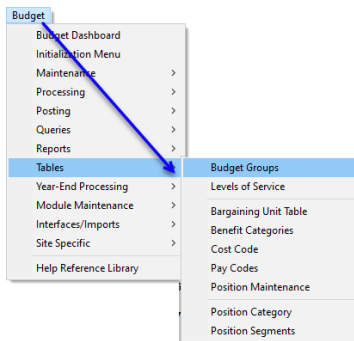 Budget
Budget Dashboard
Initialization Menu
Maintenance
Processing
Posting
Queries
Reports
Tables
Year-End Processing
Module Maintenance
Interfaces/Imports
Site Specific
Help Reference Library
Budget Groups
Levels of Service
Bargaining Unit Table
Benefit Categories
Cost Code
Pay Codes
Position Maintenance
Position Category
Position Segments